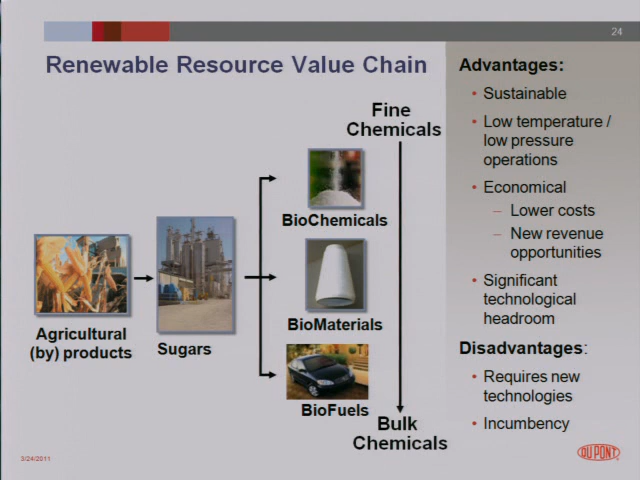 24
Renewable Resource Value Chain
Fine
Chemicals
BioChemicals
BioMaterials
BioFuels
Agricultural
(by) products
Sugars
Bulk
Chemicals
Advantages:
• Sustainable
• Low temperature /
low pressure
operations
• Economical
– Lower costs
– New revenue
opportunities
• Significant
technological
headroom
Disadvantages:
• Requires new
technologies
• Incumbency
3/24/2011
DU PONT